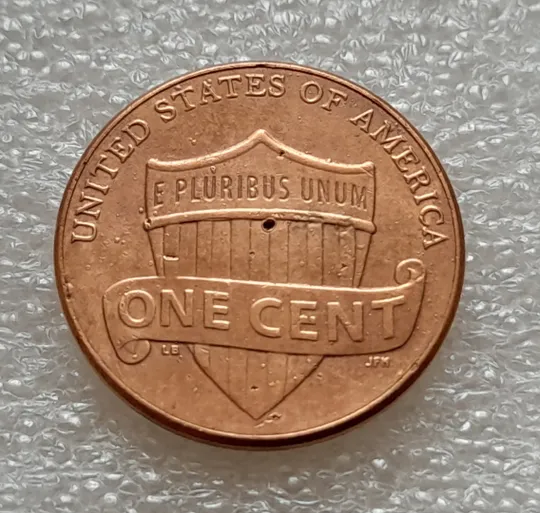 UNITED STATES OF AMERICA
E PLURIBUS UNUM
ONE CENT
LB
JFM